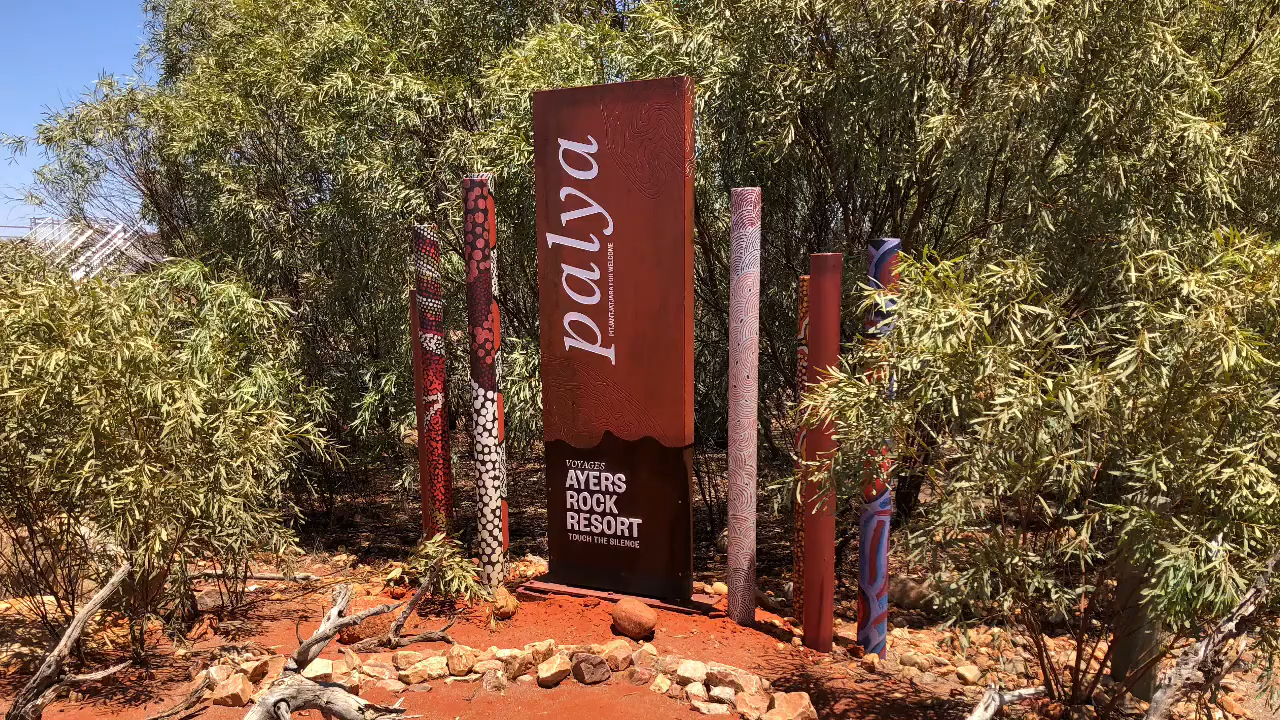 palya
PITJANTJATJARA FOR WELCOME
VOYAGES
AYERS
ROCK
RESORT
TOUCH THE SILENCE